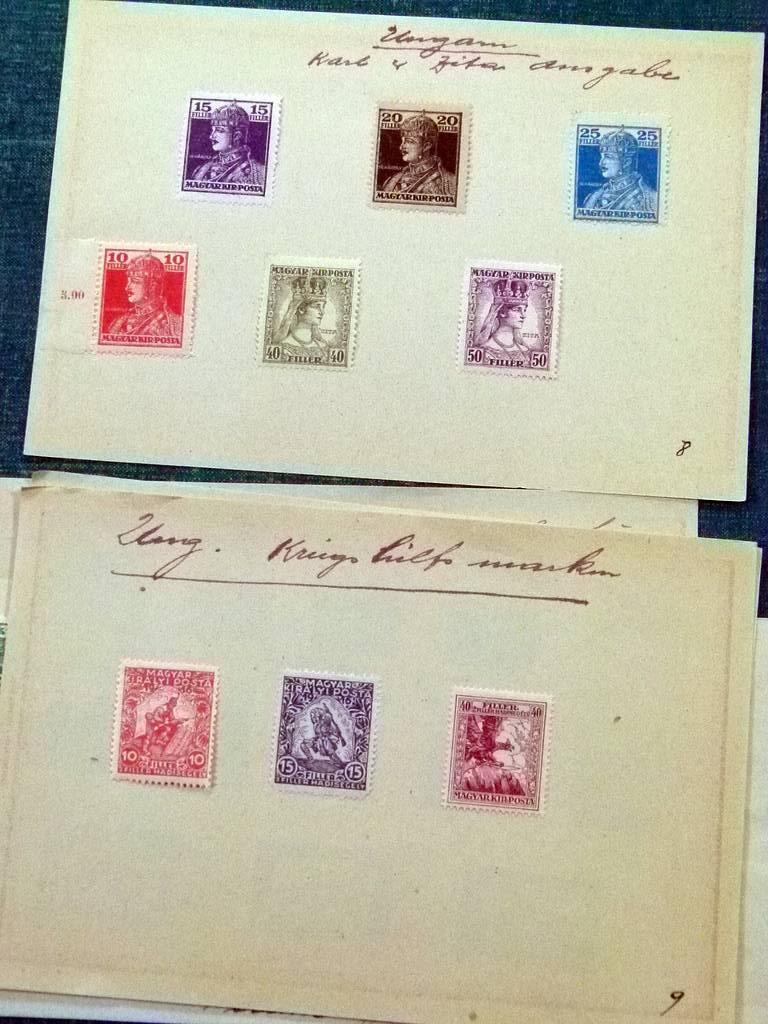 Ungarn
Karl & Zita Ausgabe
15 15
FILLÉR FILLÉR
MAGYAR KIR POSTA
20 20
FILLÉR FILLÉR
MAGYAR KIR POSTA
25 25
FILLÉR FILLÉR
MAGYAR KIR POSTA
3.00
10 10
FILLÉR FILLÉR
MAGYAR KIR POSTA
MAGYAR KIR POSTA
ZITA
40 40
FILLÉR
MAGYAR KIR POSTA
ZITA
50 50
FILLÉR
8
Ung. Kriegshilfsmarken
MAGYAR
KIRÁLYI POSTA
10 10
FILLÉR
MAGYAR
KIRÁLYI POSTA
15 15
FILLÉR
40 FILLÉR 40
MAGYAR KIR POSTA
9